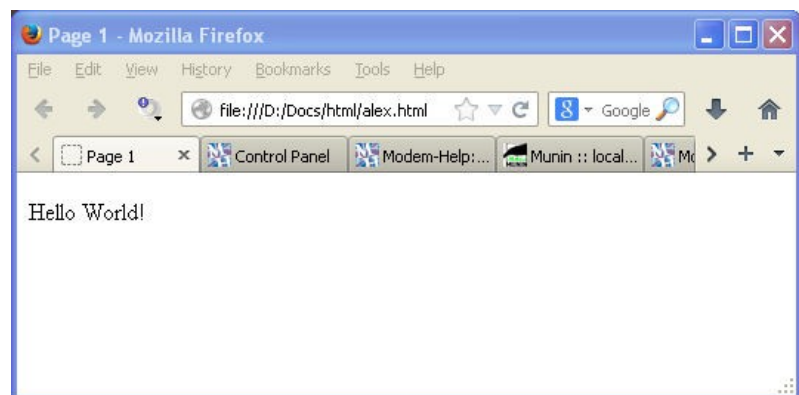 Page 1 - Mozilla Firefox
File Edit View History Bookmarks Tools Help
file:///D:/Docs/html/alex.html Google
Page 1 Control Panel Modem-Help:... Munin :: local... Mo
Hello World!